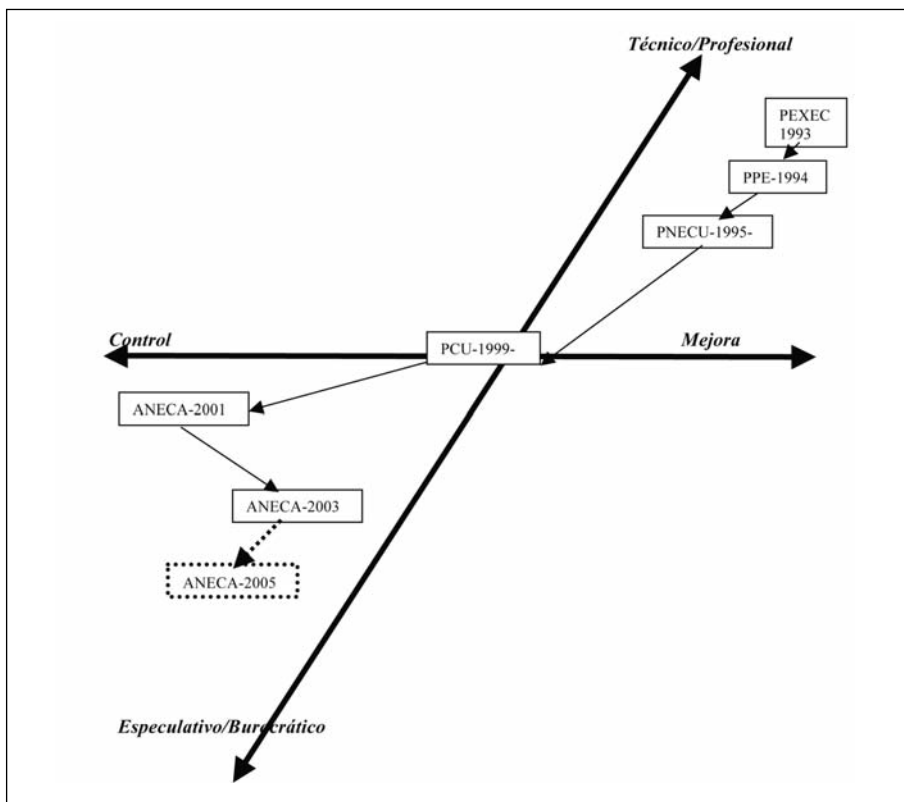 Técnico/Profesional
PEXEC
1993
PPE-1994
PNECU-1995-
Control
PCU-1999-
Mejora
ANECA-2001
ANECA-2003
ANECA-2005
Especulativo/Burocrático